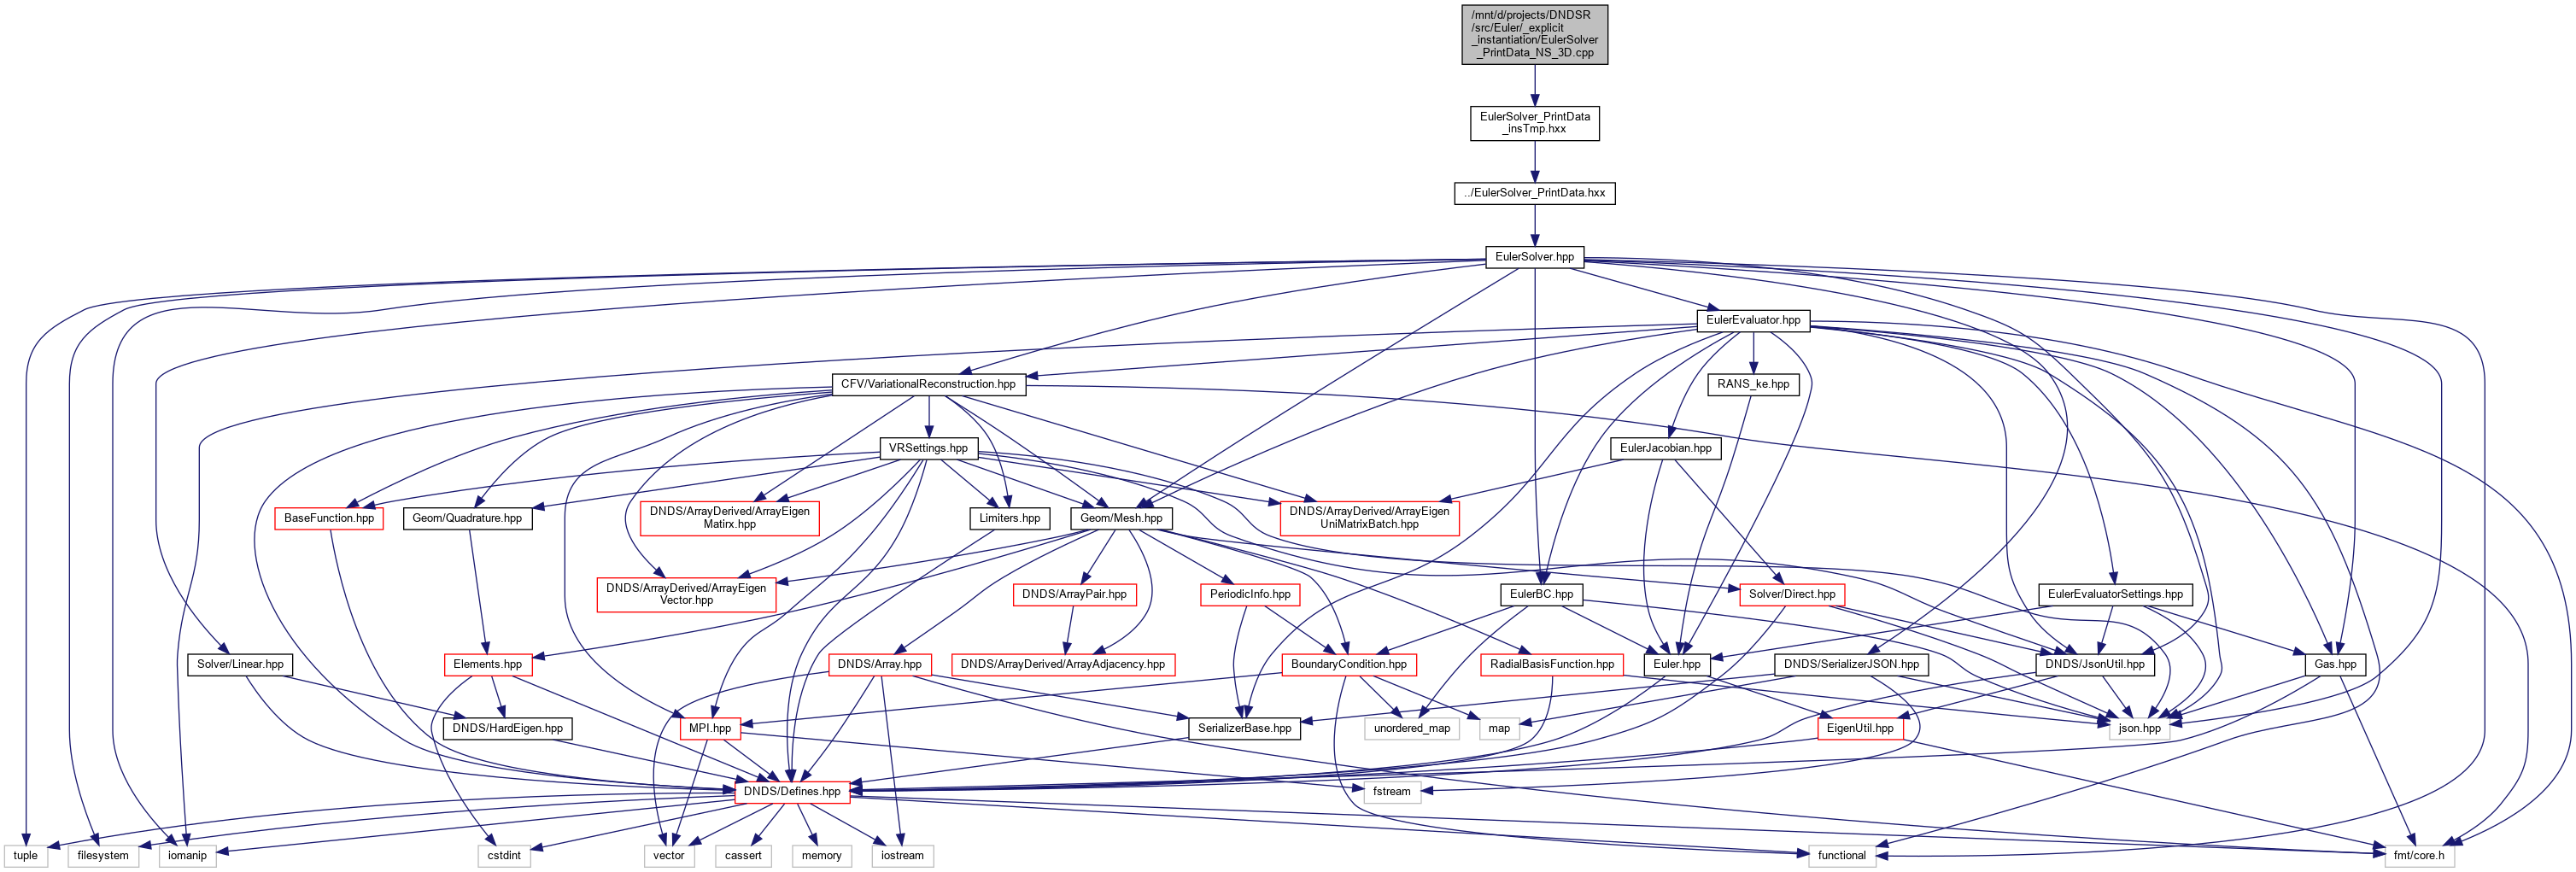 /mnt/d/projects/DNDSR
/src/Euler/_explicit
_instantiation/EulerSolver
_PrintData_NS_3D.cpp
EulerSolver_PrintData
_insTmp.hxx
../EulerSolver_PrintData.hxx
EulerSolver.hpp
EulerEvaluator.hpp
CFV/VariationalReconstruction.hpp
RANS_ke.hpp
VRSettings.hpp
EulerJacobian.hpp
BaseFunction.hpp
Geom/Quadrature.hpp
DNDS/ArrayDerived/ArrayEigen
Matirx.hpp
Limiters.hpp
Geom/Mesh.hpp
DNDS/ArrayDerived/ArrayEigen
UniMatrixBatch.hpp
DNDS/ArrayDerived/ArrayEigen
Vector.hpp
DNDS/ArrayPair.hpp
PeriodicInfo.hpp
EulerBC.hpp
Solver/Direct.hpp
EulerEvaluatorSettings.hpp
Solver/Linear.hpp
Elements.hpp
DNDS/Array.hpp
DNDS/ArrayDerived/ArrayAdjacency.hpp
BoundaryCondition.hpp
RadialBasisFunction.hpp
Euler.hpp
DNDS/SerializerJSON.hpp
DNDS/JsonUtil.hpp
Gas.hpp
DNDS/HardEigen.hpp
MPI.hpp
SerializerBase.hpp
unordered_map
map
EigenUtil.hpp
json.hpp
DNDS/Defines.hpp
fstream
tuple
filesystem
iomanip
cstdint
vector
cassert
memory
iostream
functional
fmt/core.h